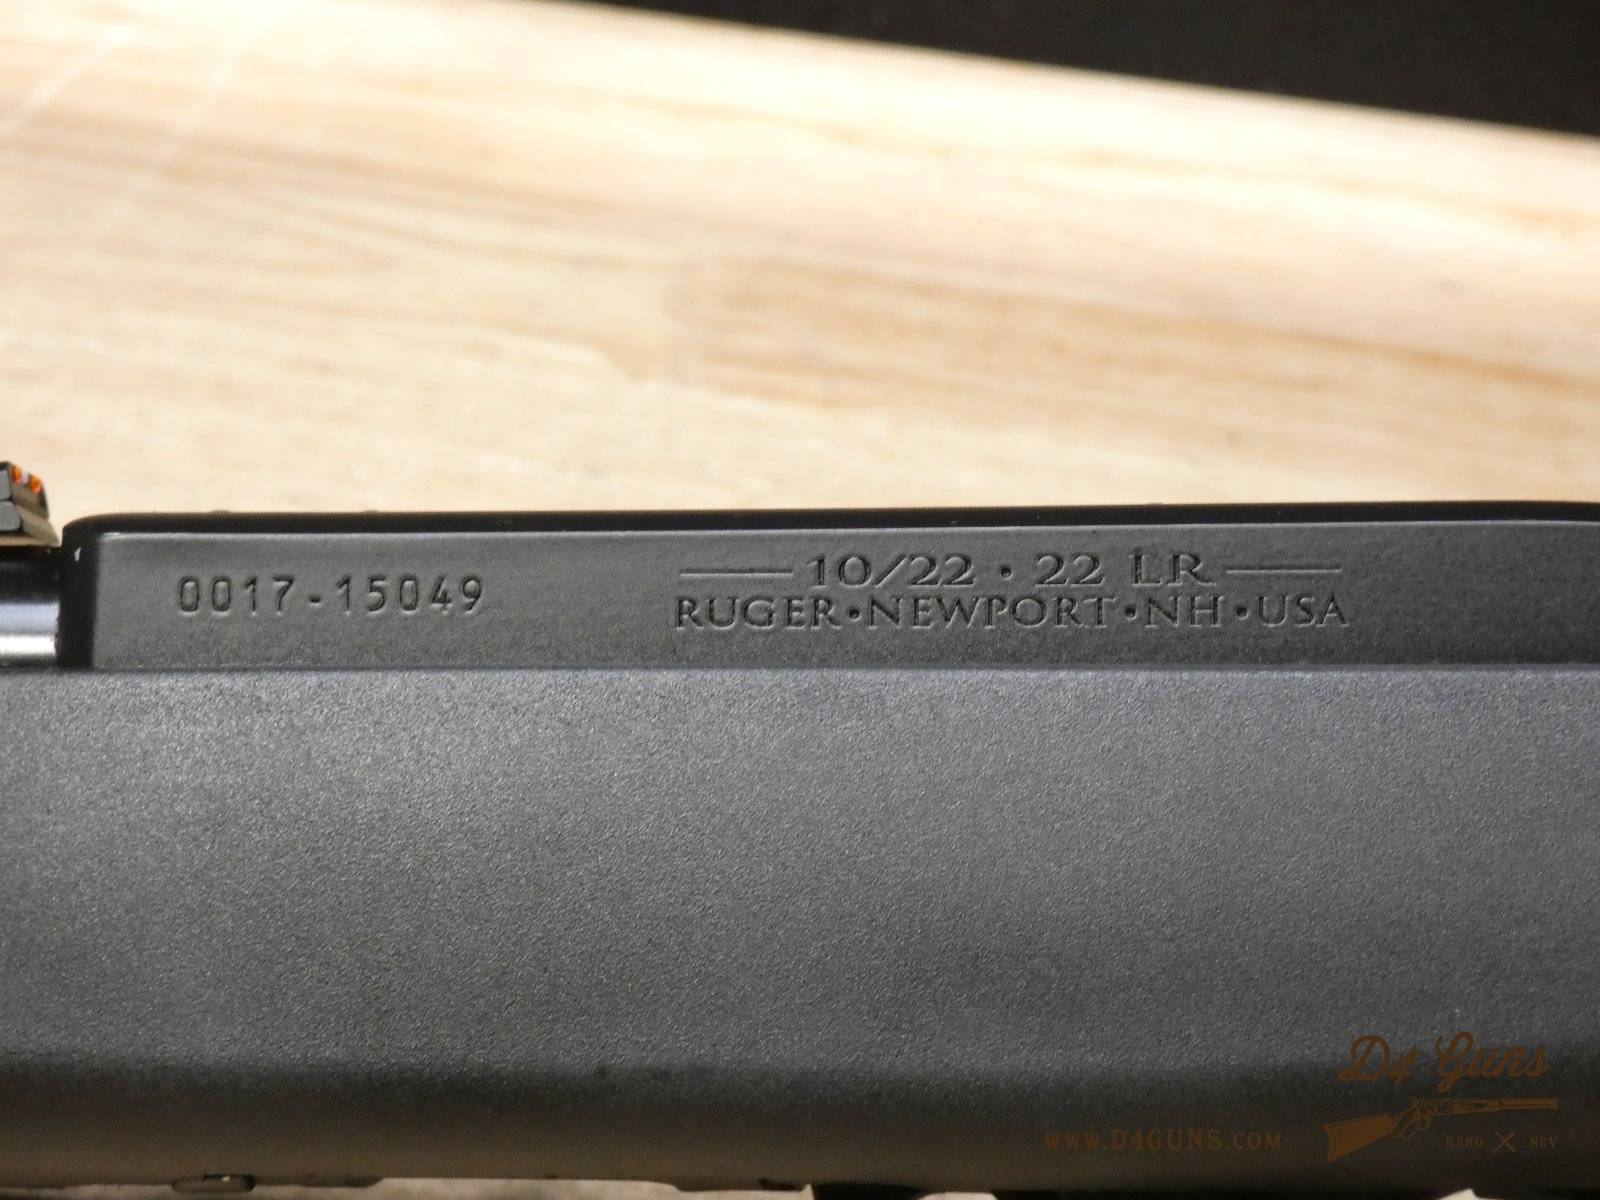 0017-15049
10/22 · 22 LR
RUGER·NEWPORT·NH·USA
D4 Guns
WWW.D4GUNS.COM
RENO NEV